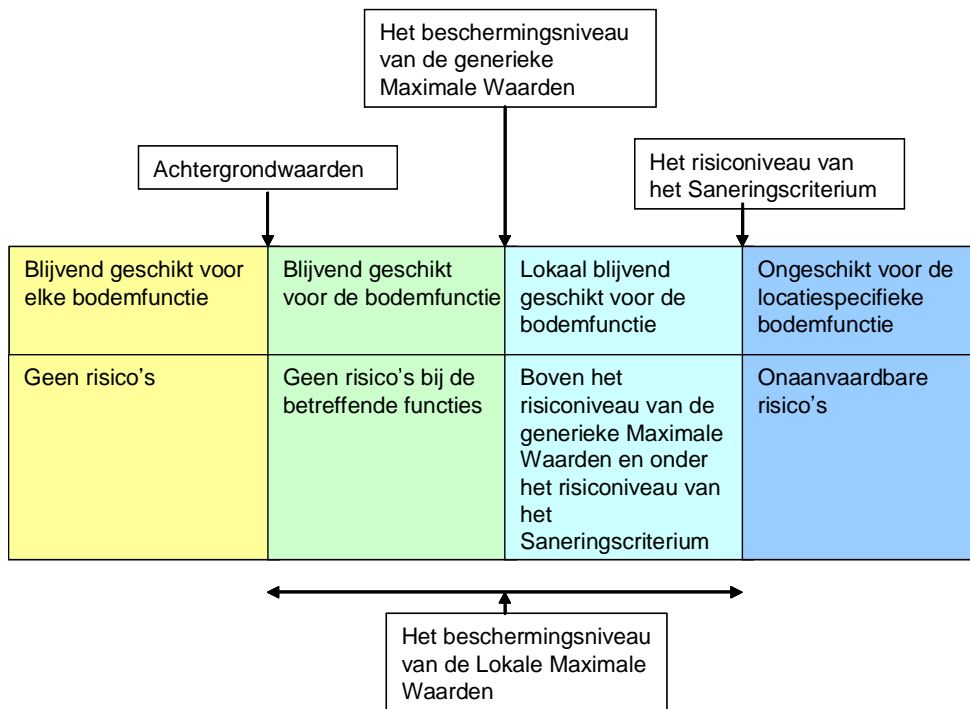 Het beschermingsniveau
van de generieke
Maximale Waarden
Achtergrondwaarden
Het risiconiveau van
het Saneringscriterium
Blijvend geschikt voor
elke bodemfunctie
Blijvend geschikt
voor de bodemfunctie
Lokaal blijvend
geschikt voor de
bodemfunctie
Ongeschikt voor de
locatiespecifieke
bodemfunctie
Geen risico's
Geen risico's bij de
betreffende functies
Boven het
risiconiveau van de
generieke Maximale
Waarden en onder
het risiconiveau van
het
Saneringscriterium
Onaanvaardbare
risico's
Het beschermingsniveau
van de Lokale Maximale
Waarden